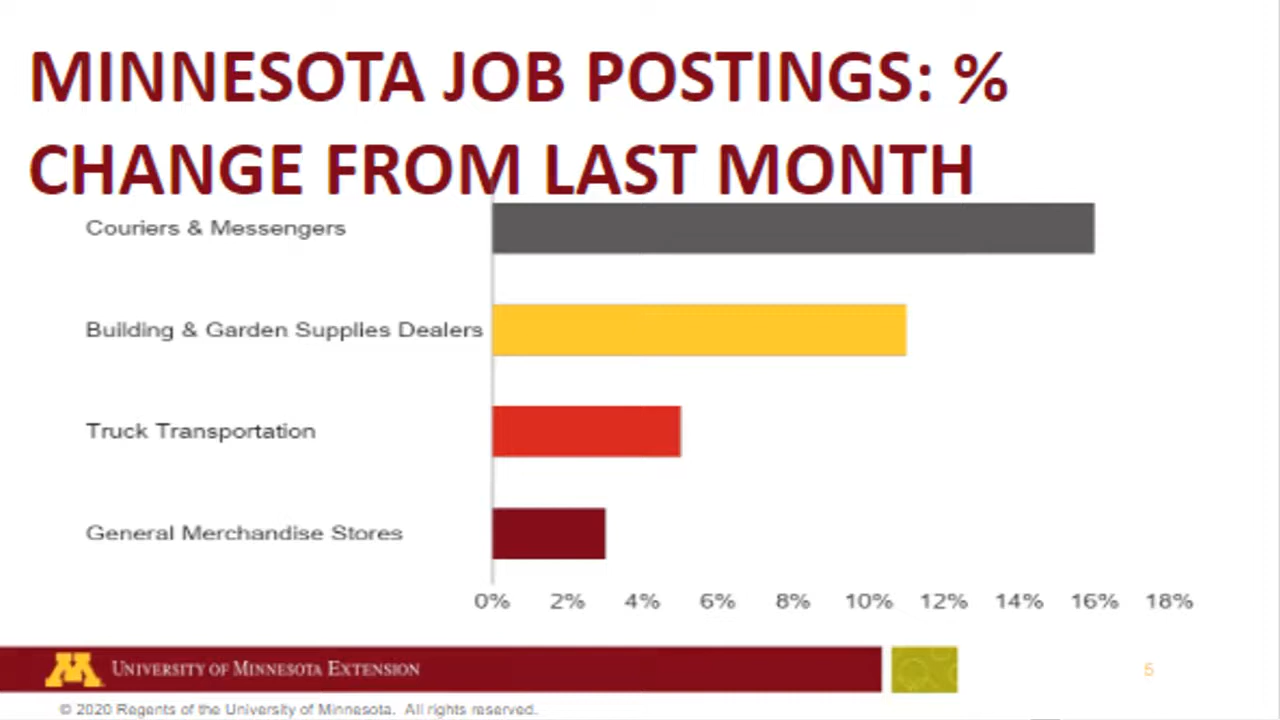 MINNESOTA JOB POSTINGS: %
CHANGE FROM LAST MONTH
Couriers & Messengers
Building & Garden Supplies Dealers
Truck Transportation
General Merchandise Stores
0% 2% 4% 6% 8% 10% 12% 14% 16% 18%
M UNIVERSITY OF MINNESOTA EXTENSION
5
© 2020 Regents of the University of Minnesota. All rights reserved.